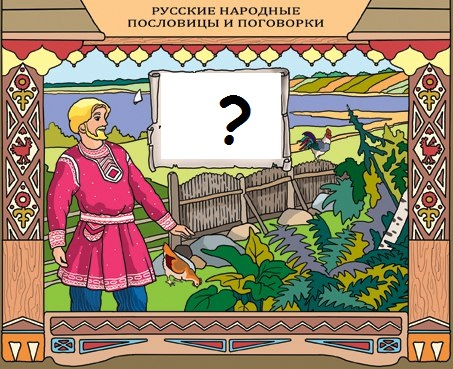 РУССКИЕ НАРОДНЫЕ
ПОСЛОВИЦЫ И ПОГОВОРКИ
?